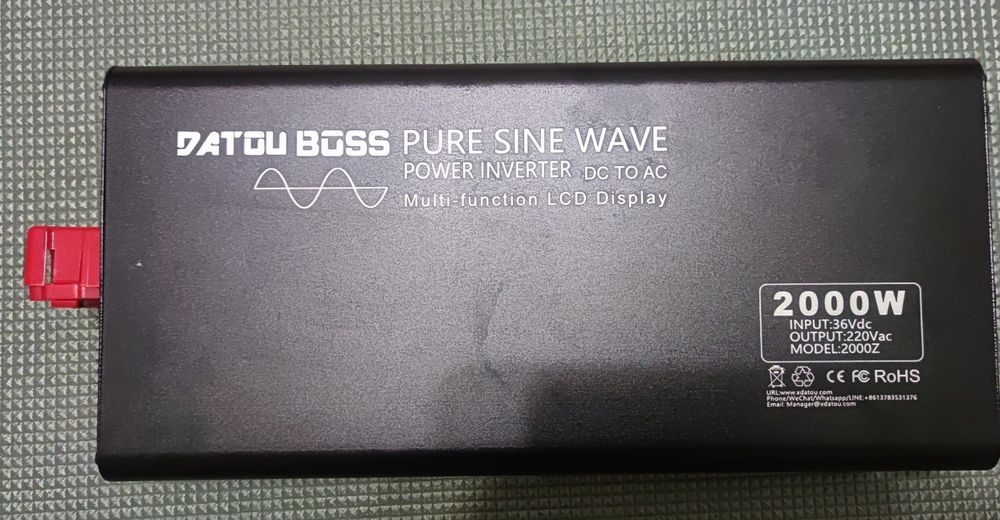 DATOU BOSS PURE SINE WAVE
POWER INVERTER DC TO AC
Multi-function LCD Display
2000W
INPUT:36Vdc
OUTPUT:220Vac
MODEL:2000Z
CE FC RoHS
URL:www.xdatou.com
Phone/WeChat/Whatsapp/LINE:+8613783531376
Email: Manager@xdatou.com